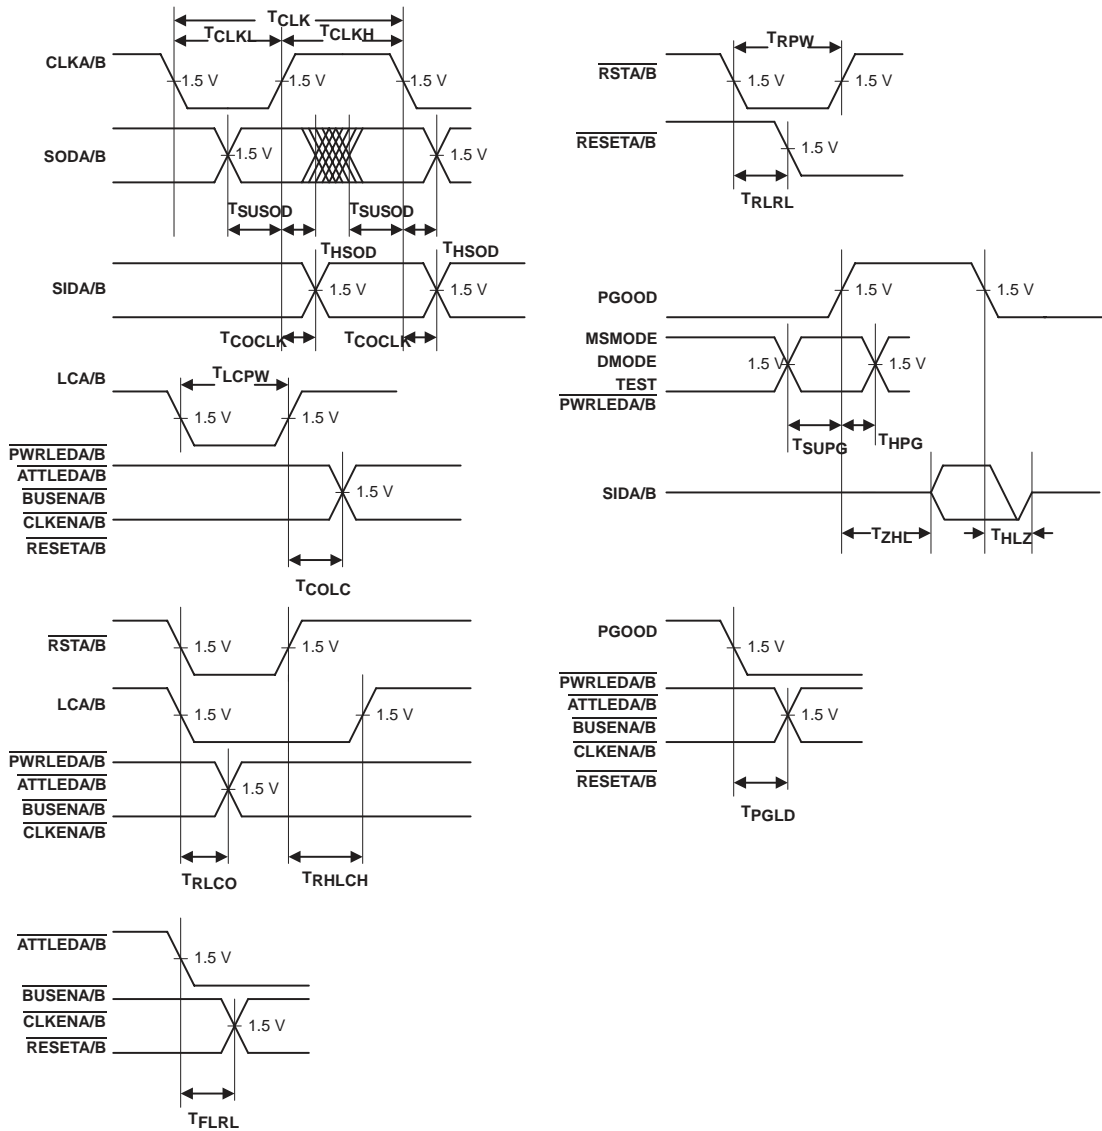 TCLK
TCLKL TCLKH
CLKA/B 1.5 V 1.5 V 1.5 V
SODA/B 1.5 V 1.5 V
TSUSOD TSUSOD
THSOD THSOD
SIDA/B 1.5 V 1.5 V
TCOCLK TCOCLK
LCA/B TLCPW
1.5 V 1.5 V
PWRLEDA/B
ATTLEDA/B
BUSENA/B 1.5 V
CLKENA/B
RESETA/B
TCOLC
RSTA/B 1.5 V 1.5 V
LCA/B 1.5 V 1.5 V
PWRLEDA/B
ATTLEDA/B 1.5 V
BUSENA/B
CLKENA/B
TRLCO TRHLCH
ATTLEDA/B 1.5 V
BUSENA/B
CLKENA/B 1.5 V
RESETA/B
TFLRL
TRPW
RSTA/B 1.5 V 1.5 V
RESETA/B 1.5 V
TRLRL
PGOOD 1.5 V 1.5 V
MSMODE
DMODE 1.5 V 1.5 V
TEST
PWRLEDA/B
TSUPG THPG
SIDA/B
TZHL THLZ
PGOOD 1.5 V
PWRLEDA/B
ATTLEDA/B 1.5 V
BUSENA/B
CLKENA/B
RESETA/B
TPGLD